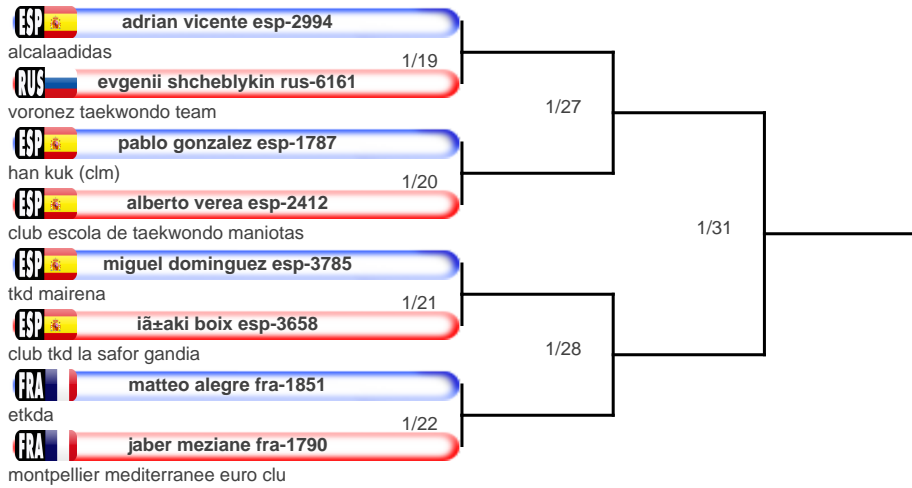 ESP adrian vicente esp-2994
alcalaadidas
1/19
RUS evgenii shcheblykin rus-6161
voronez taekwondo team
1/27
ESP pablo gonzalez esp-1787
han kuk (clm)
1/20
ESP alberto verea esp-2412
club escola de taekwondo maniotas
1/31
ESP miguel dominguez esp-3785
tkd mairena
1/21
ESP iã±aki boix esp-3658
club tkd la safor gandia
1/28
FRA matteo alegre fra-1851
etkda
1/22
FRA jaber meziane fra-1790
montpellier mediterranee euro clu